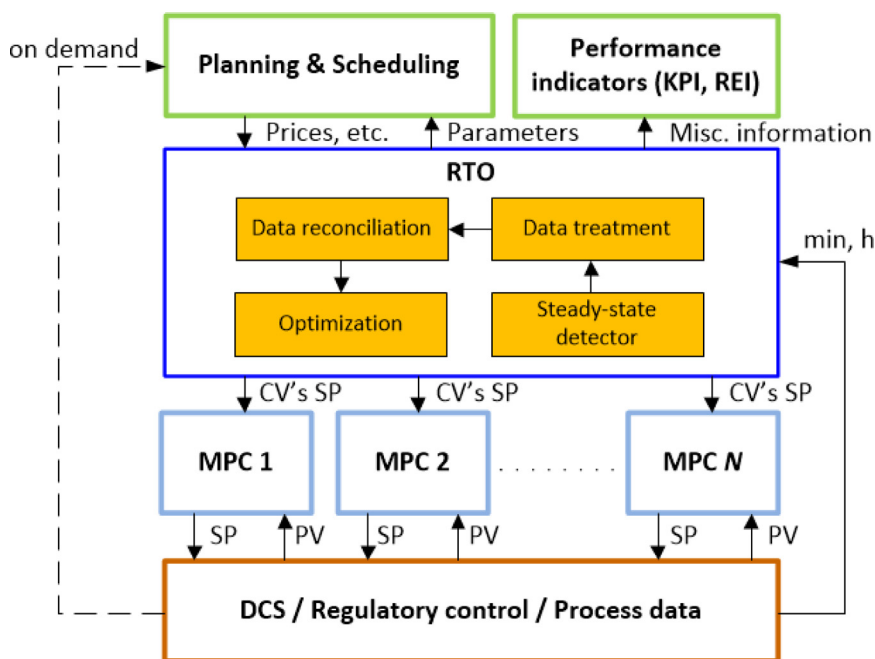 on demand
Planning & Scheduling
Performance
indicators (KPI, REI)
Prices, etc.
Parameters
Misc. information
RTO
Data reconciliation
Data treatment
min, h
Optimization
Steady-state
detector
CV's SP
CV's SP
CV's SP
MPC 1
MPC 2
. . . . . . . .
MPC N
SP
PV
SP
PV
SP
PV
DCS / Regulatory control / Process data